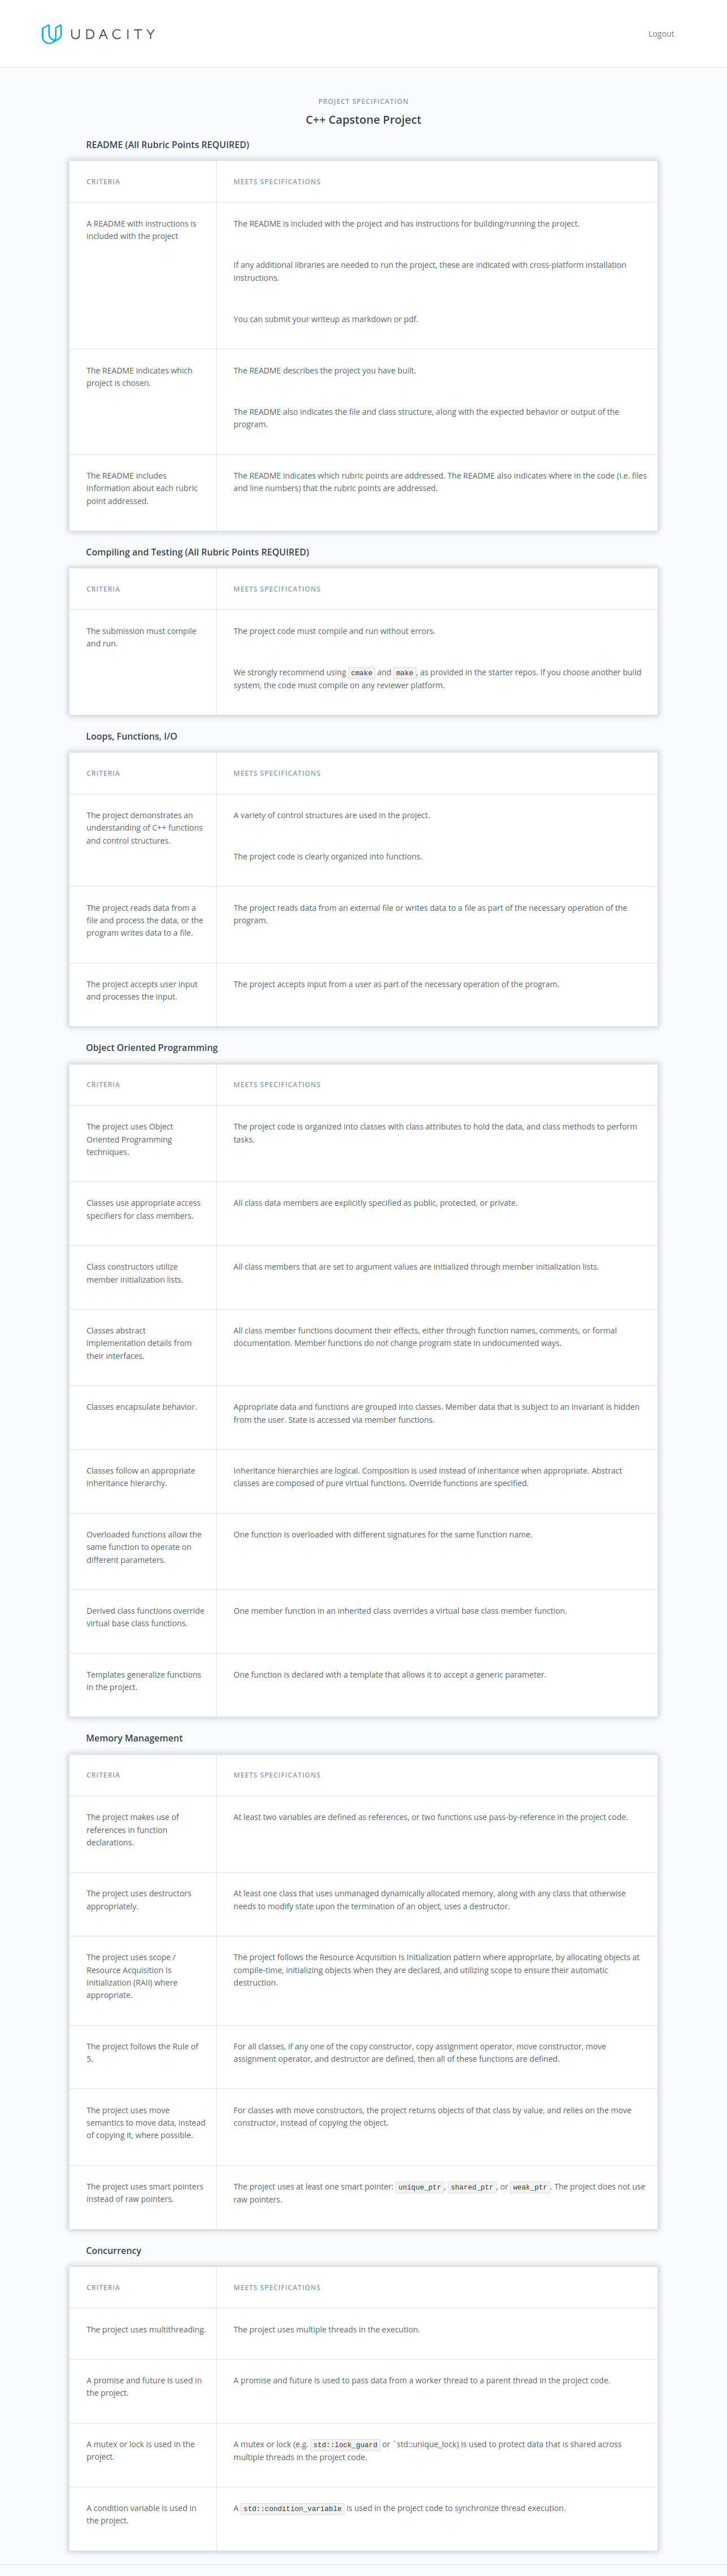 UDACITY
Logout
PROJECT SPECIFICATION
C++ Capstone Project
README (All Rubric Points REQUIRED)
CRITERIA
MEETS SPECIFICATIONS
A README with instructions is
included with the project
The README is included with the project and has instructions for building/running the project.
If any additional libraries are needed to run the project, these are indicated with cross-platform installation
instructions.
You can submit your writeup as markdown or pdf.
The README indicates which
project is chosen.
The README describes the project you have built.
The README also indicates the file and class structure, along with the expected behavior or output of the
program.
The README includes
information about each rubric
point addressed.
The README indicates which rubric points are addressed. The README also indicates where in the code (i.e. files
and line numbers) that the rubric points are addressed.
Compiling and Testing (All Rubric Points REQUIRED)
CRITERIA
MEETS SPECIFICATIONS
The submission must compile
and run.
The project code must compile and run without errors.
We strongly recommend using cmake and make, as provided in the starter repos. If you choose another build
system, the code must compile on any reviewer platform.
Loops, Functions, I/O
CRITERIA
MEETS SPECIFICATIONS
The project demonstrates an
understanding of C++ functions
and control structures.
A variety of control structures are used in the project.
The project code is clearly organized into functions.
The project reads data from a
file and process the data, or the
program writes data to a file.
The project reads data from an external file or writes data to a file as part of the necessary operation of the
program.
The project accepts user input
and processes the input.
The project accepts input from a user as part of the necessary operation of the program.
Object Oriented Programming
CRITERIA
MEETS SPECIFICATIONS
The project uses Object
Oriented Programming
techniques.
The project code is organized into classes with class attributes to hold the data, and class methods to perform
tasks.
Classes use appropriate access
specifiers for class members.
All class data members are explicitly specified as public, protected, or private.
Class constructors utilize
member initialization lists.
All class members that are set to argument values are initialized through member initialization lists.
Classes abstract
implementation details from
their interfaces.
All class member functions document their effects, either through function names, comments, or formal
documentation. Member functions do not change program state in undocumented ways.
Classes encapsulate behavior.
Appropriate data and functions are grouped into classes. Member data that is subject to an invariant is hidden
from the user. State is accessed via member functions.
Classes follow an appropriate
inheritance hierarchy.
Inheritance hierarchies are logical. Composition is used instead of inheritance when appropriate. Abstract
classes are composed of pure virtual functions. Override functions are specified.
Overloaded functions allow the
same function to operate on
different parameters.
One function is overloaded with different signatures for the same function name.
Derived class functions override
virtual base class functions.
One member function in an inherited class overrides a virtual base class member function.
Templates generalize functions
in the project.
One function is declared with a template that allows it to accept a generic parameter.
Memory Management
CRITERIA
MEETS SPECIFICATIONS
The project makes use of
references in function
declarations.
At least two variables are defined as references, or two functions use pass-by-reference in the project code.
The project uses destructors
appropriately.
At least one class that uses unmanaged dynamically allocated memory, along with any class that otherwise
needs to modify state upon the termination of an object, uses a destructor.
The project uses scope /
Resource Acquisition Is
Initialization (RAII) where
appropriate.
The project follows the Resource Acquisition Is Initialization pattern where appropriate, by allocating objects at
compile-time, initializing objects when they are declared, and utilizing scope to ensure their automatic
destruction.
The project follows the Rule of
5.
For all classes, if any one of the copy constructor, copy assignment operator, move constructor, move
assignment operator, and destructor are defined, then all of these functions are defined.
The project uses move
semantics to move data, instead
of copying it, where possible.
For classes with move constructors, the project returns objects of that class by value, and relies on the move
constructor, instead of copying the object.
The project uses smart pointers
instead of raw pointers.
The project uses at least one smart pointer: unique_ptr, shared_ptr, or weak_ptr. The project does not use
raw pointers.
Concurrency
CRITERIA
MEETS SPECIFICATIONS
The project uses multithreading.
The project uses multiple threads in the execution.
A promise and future is used in
the project.
A promise and future is used to pass data from a worker thread to a parent thread in the project code.
A mutex or lock is used in the
project.
A mutex or lock (e.g. std::lock_guard or `std::unique_lock) is used to protect data that is shared across
multiple threads in the project code.
A condition variable is used in
the project.
A std::condition_variable is used in the project code to synchronize thread execution.